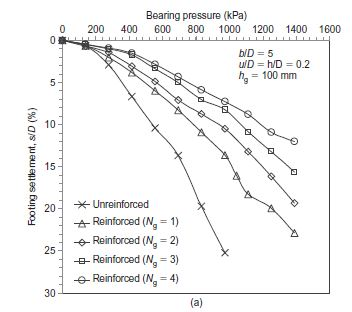 Bearing pressure (kPa)
0 200 400 600 800 1000 1200 1400 1600
0
5
10
15
20
25
30
Footing settlement, s/D (%)
b/D = 5
u/D = h/D = 0.2
hg = 100 mm
Unreinforced
Reinforced (Ng = 1)
Reinforced (Ng = 2)
Reinforced (Ng = 3)
Reinforced (Ng = 4)
(a)